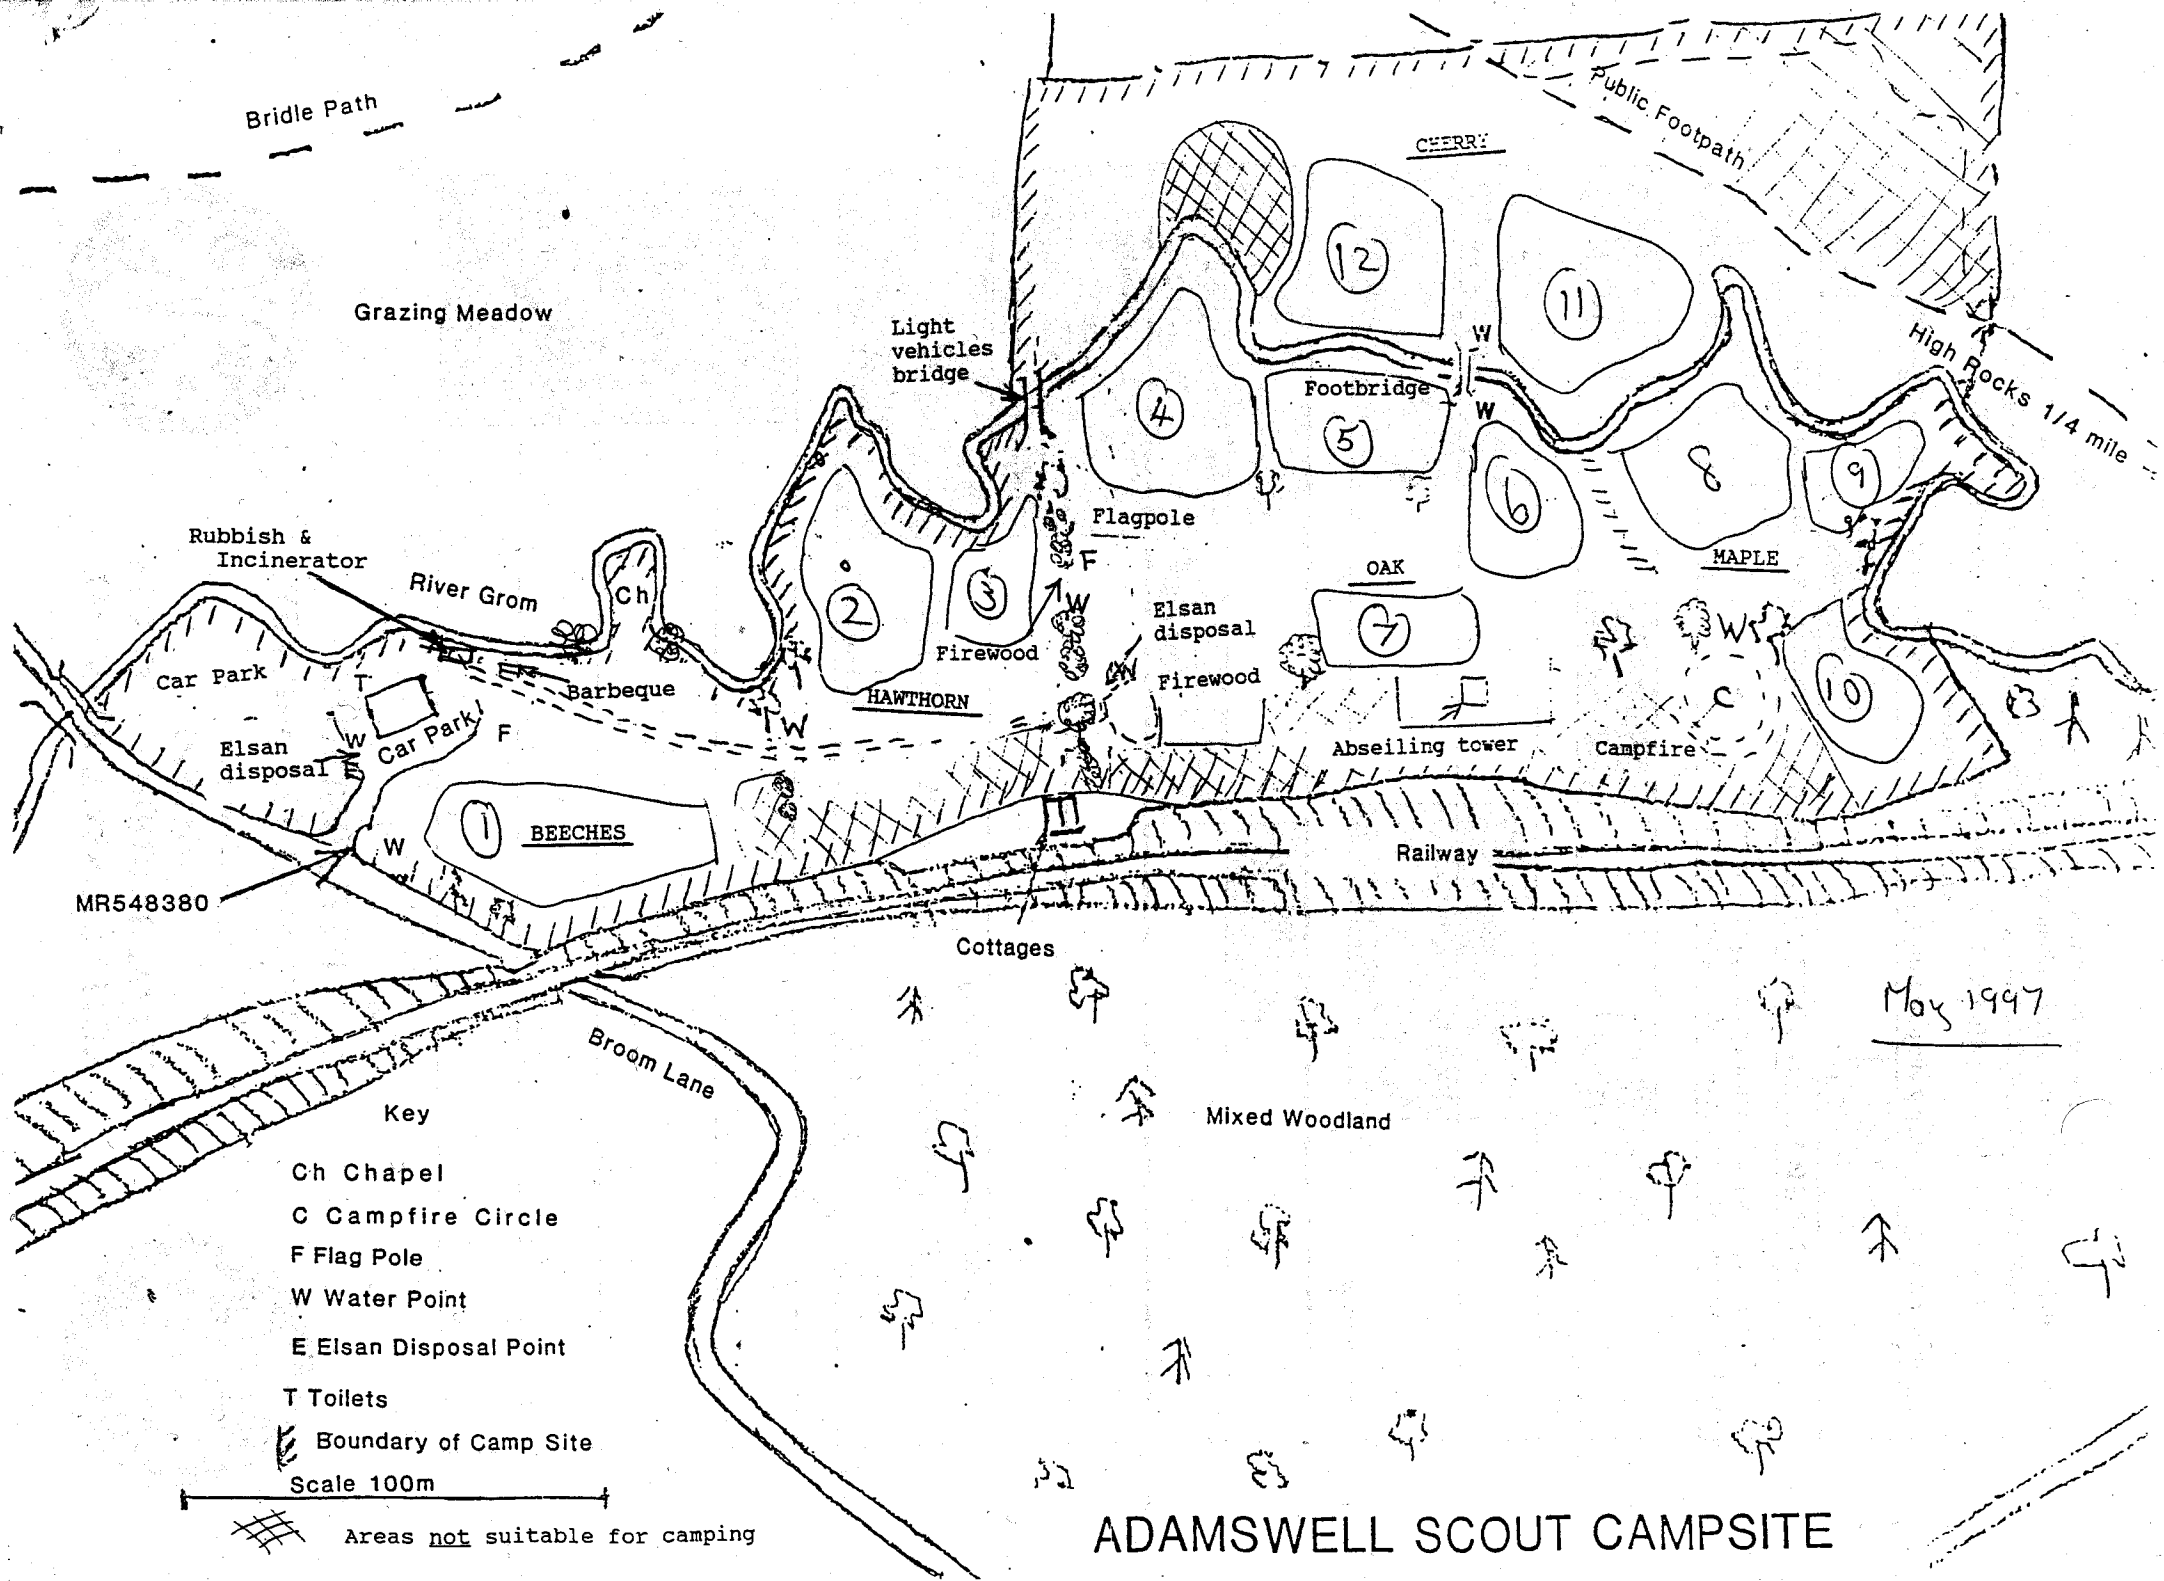 Bridle Path
Public Footpath
CHERRY
12
11
Grazing Meadow
Light
vehicles
bridge
High Rocks 1/4 mile
W
Footbridge
W
4
5
6
8
9
Flagpole
F
Rubbish &
Incinerator
River Grom
Ch
2
3
OAK
MAPLE
W
Elsan
disposal
7
W
Firewood
Firewood
Car Park
T
Barbeque
HAWTHORN
W
C
10
Elsan
disposal
W
E
Car Park
F
W
Abseiling tower
Campfire
1
BEECHES
W
Railway
MR548380
Cottages
May 1997
Broom Lane
Mixed Woodland
Key
Ch Chapel
C Campfire Circle
F Flag Pole
W Water Point
E Elsan Disposal Point
T Toilets
Boundary of Camp Site
Scale 100m
Areas not suitable for camping
ADAMSWELL SCOUT CAMPSITE